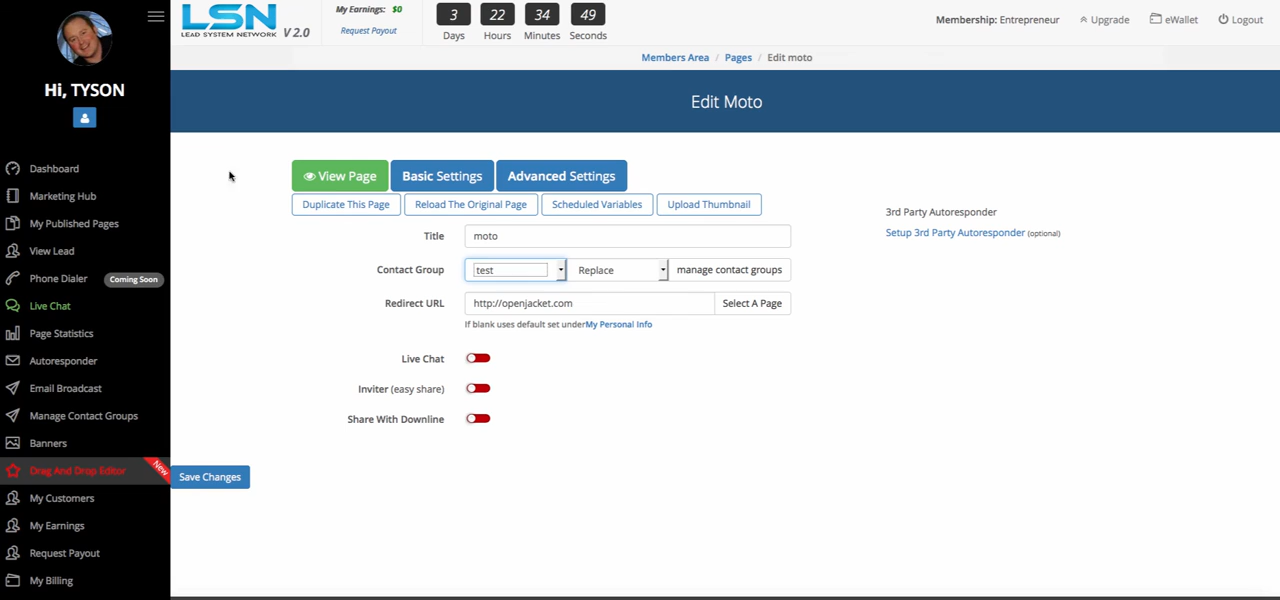 LSN
LEAD SYSTEM NETWORK V 2.0
My Earnings: $0
Request Payout
3 22 34 49
Days Hours Minutes Seconds
Membership: Entrepreneur Upgrade eWallet Logout
Members Area / Pages / Edit moto
Edit Moto
Hi, TYSON
Dashboard
Marketing Hub
My Published Pages
View Lead
Phone Dialer Coming Soon
Live Chat
Page Statistics
Autoresponder
Email Broadcast
Manage Contact Groups
Banners
Drag And Drop Editor New
My Customers
My Earnings
Request Payout
My Billing
View Page Basic Settings Advanced Settings
Duplicate This Page Reload The Original Page Scheduled Variables Upload Thumbnail
Title moto
Contact Group test Replace manage contact groups
Redirect URL http://openjacket.com Select A Page
If blank uses default set underMy Personal Info
Live Chat
Inviter (easy share)
Share With Downline
Save Changes
3rd Party Autoresponder
Setup 3rd Party Autoresponder (optional)